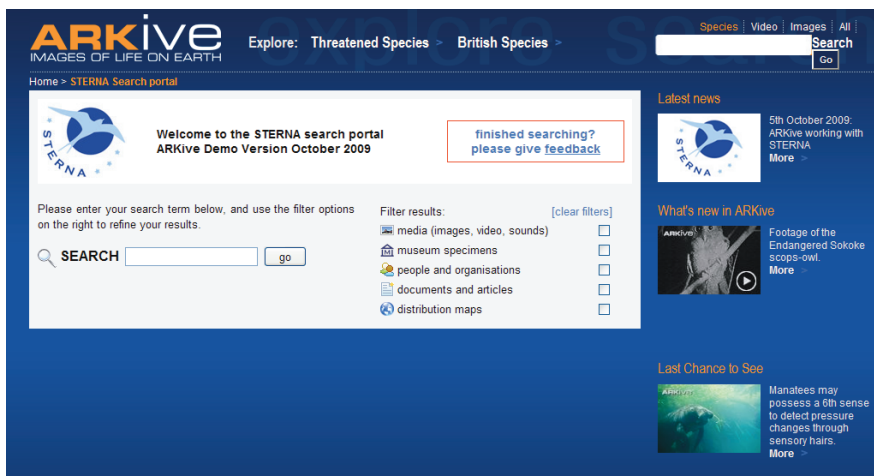 ARKive
IMAGES OF LIFE ON EARTH
Explore: Threatened Species > British Species >
Species Video Images All
Search
Go
Home > STERNA Search portal
STERNA
Welcome to the STERNA search portal
ARKive Demo Version October 2009
finished searching?
please give feedback
Please enter your search term below, and use the filter options
on the right to refine your results.
SEARCH go
Filter results: [clear filters]
media (images, video, sounds)
museum specimens
people and organisations
documents and articles
distribution maps
Latest news
STERNA
5th October 2009:
ARKive working with
STERNA
More >
What's new in ARKive
ARKive
Footage of the
Endangered Sokoke
scops-owl.
More >
Last Chance to See
ARKive
Manatees may
possess a 6th sense
to detect pressure
changes through
sensory hairs.
More >